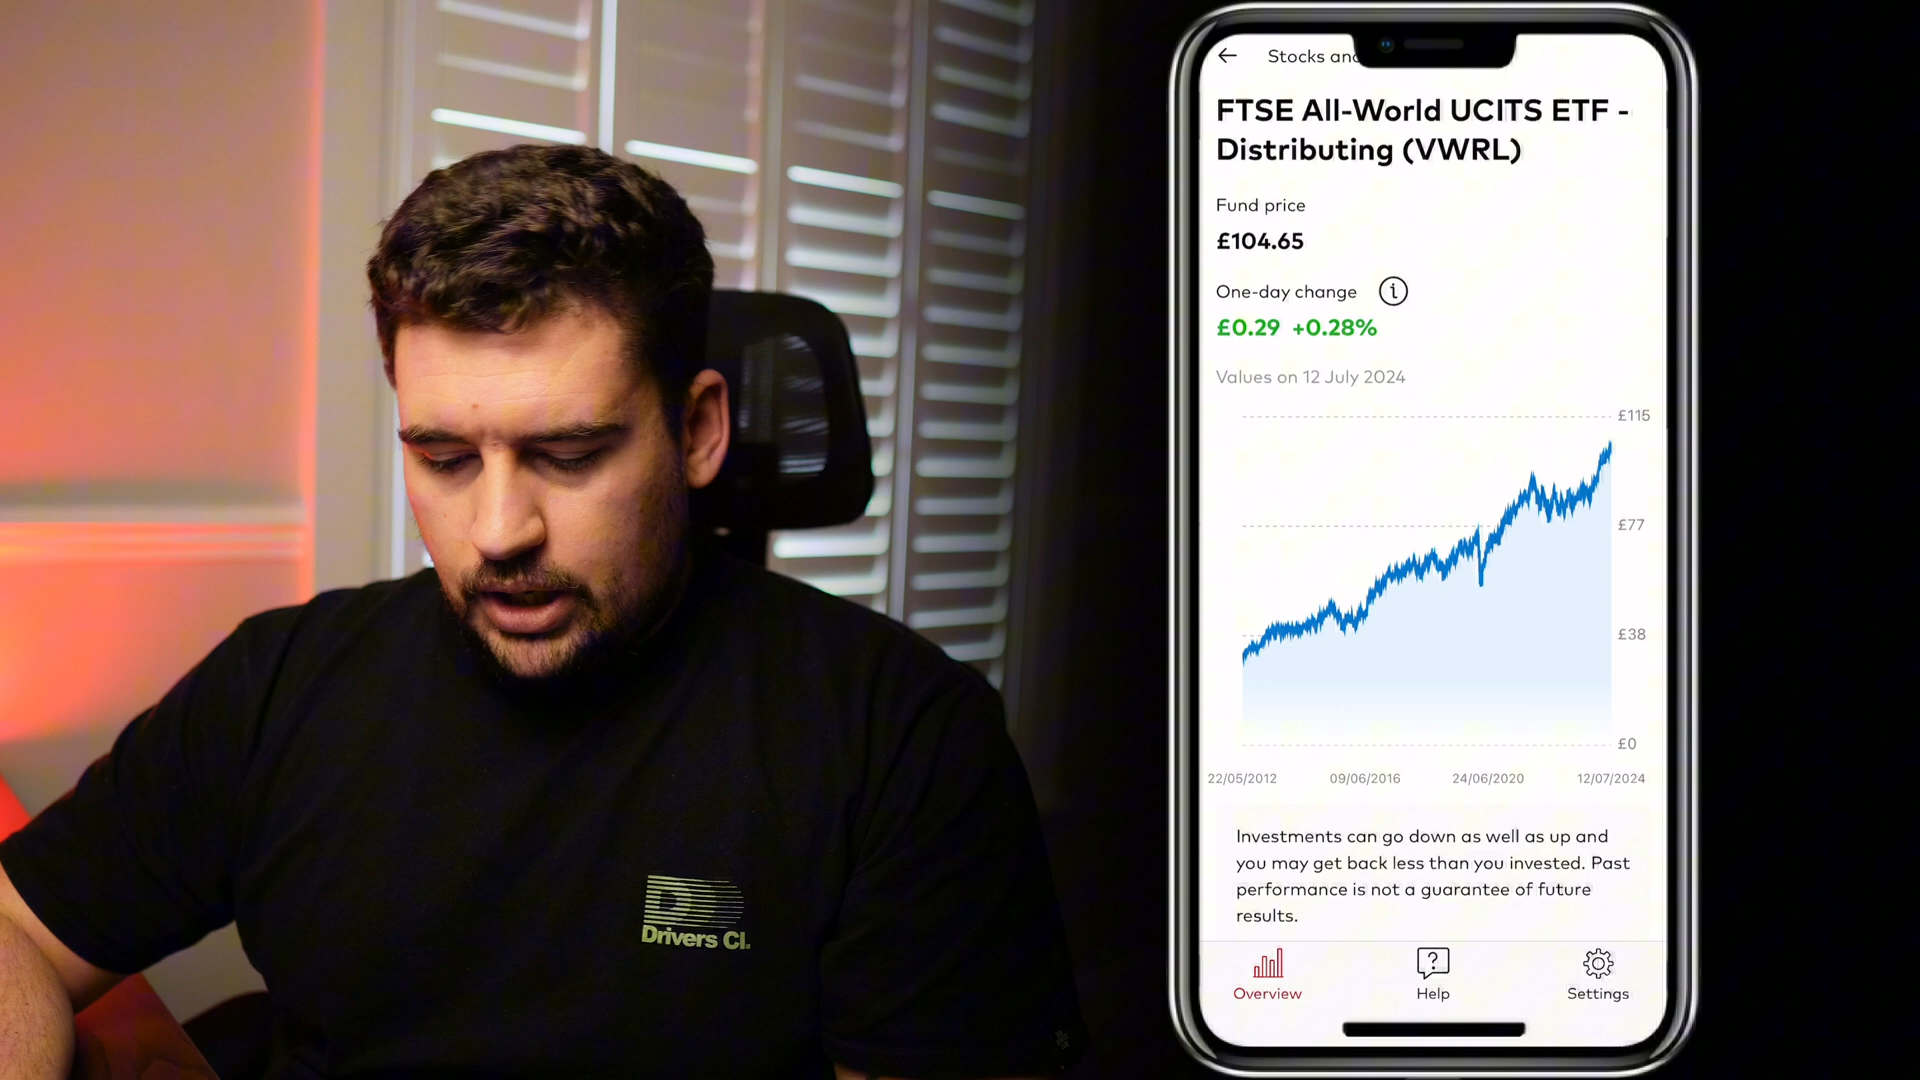 Stocks and
FTSE All-World UCITS ETF -
Distributing (VWRL)
Fund price
£104.65
One-day change
£0.29 +0.28%
Values on 12 July 2024
£115
£77
£38
£0
22/05/2012 09/06/2016 24/06/2020 12/07/2024
Investments can go down as well as up and
you may get back less than you invested. Past
performance is not a guarantee of future
results.
Overview Help Settings
D
Drivers Cl.